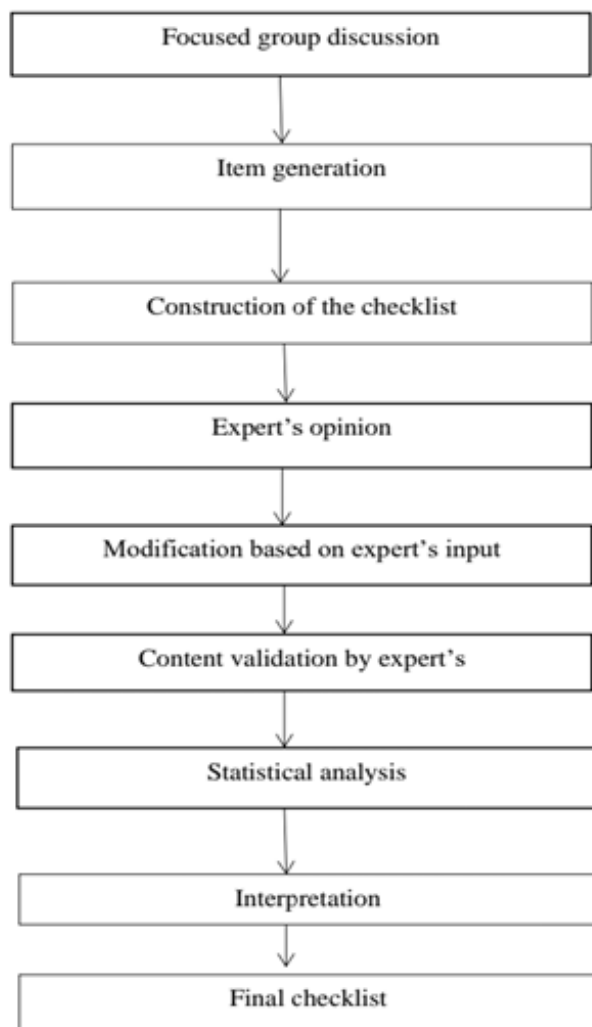 Focused group discussion
Item generation
Construction of the checklist
Expert’s opinion
Modification based on expert’s input
Content validation by expert’s
Statistical analysis
Interpretation
Final checklist